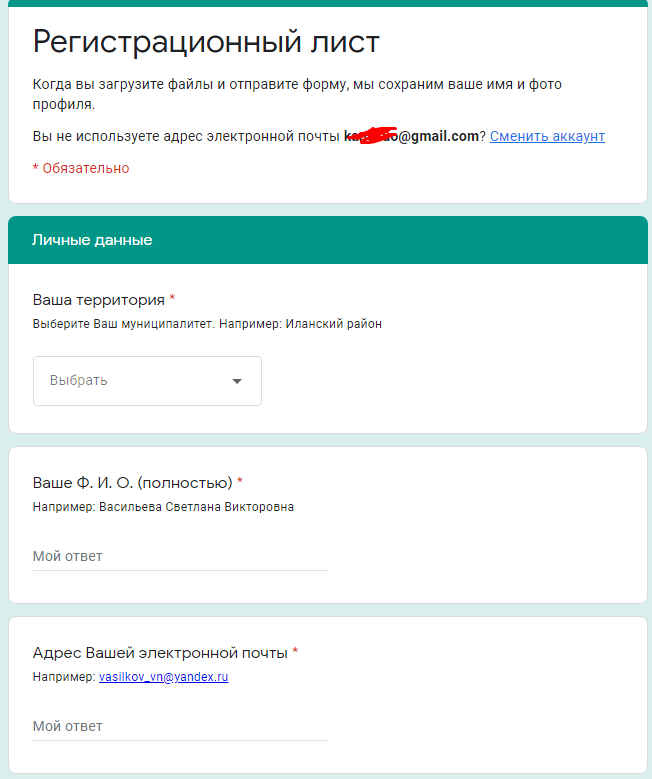 Регистрационный лист
Когда вы загрузите файлы и отправите форму, мы сохраним ваше имя и фото
профиля.
Вы не используете адрес электронной почты @gmail.com? Сменить аккаунт
* Обязательно
Личные данные
Ваша территория *
Выберите Ваш муниципалитет. Например: Иланский район
Выбрать
Ваше Ф. И. О. (полностью) *
Например: Васильева Светлана Викторовна
Мой ответ
Адрес Вашей электронной почты *
Например: vasilkov_vn@yandex.ru
Мой ответ